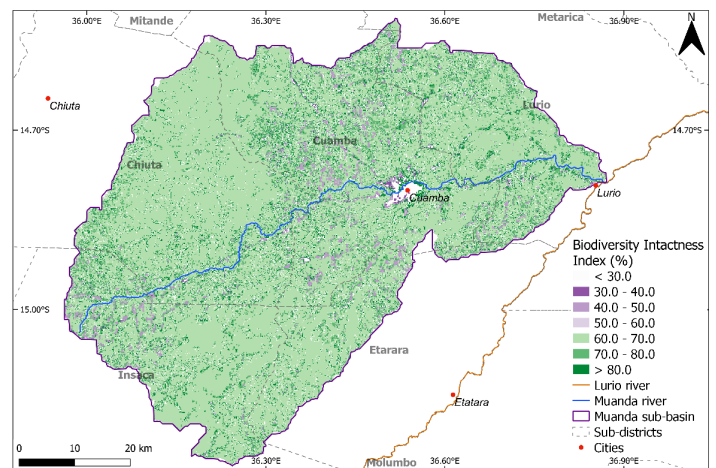 36.00°E
Mitande
36.30°E
36.60°E
Metarica
36.90°E
N
Chiuta
14.70°S
Lurio
14.70°S
Cuamba
Chiuta
Cuamba
Lurio
Biodiversity Intactness
Index (%)
< 30.0
30.0 - 40.0
40.0 - 50.0
50.0 - 60.0
60.0 - 70.0
70.0 - 80.0
> 80.0
Lurio river
Muanda river
Muanda sub-basin
Sub-districts
Cities
15.00°S
Etarara
Insaca
Etatara
0 10 20 km
Molumbo
36.30°E
36.60°E
36.90°E